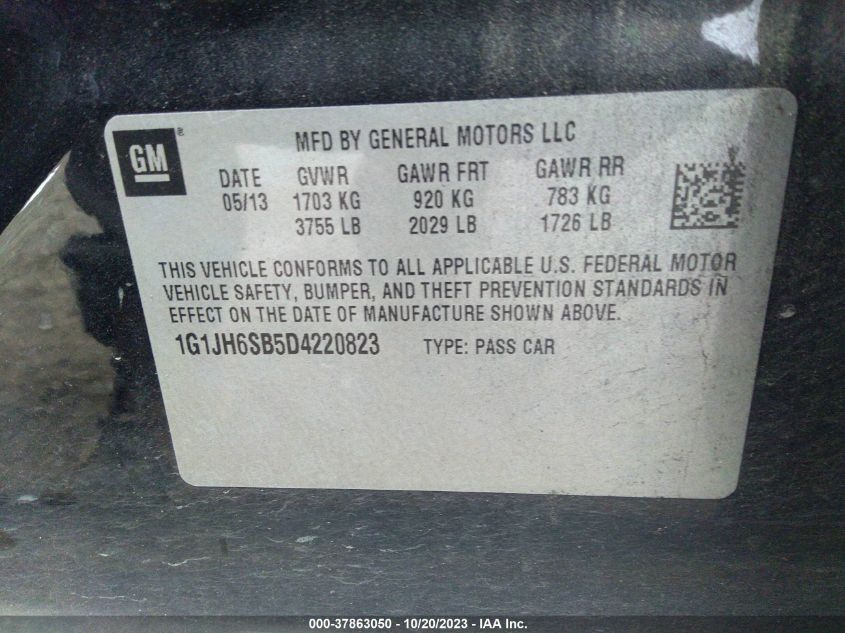 GM ®
MFD BY GENERAL MOTORS LLC
DATE GVWR GAWR FRT GAWR RR
05/13 1703 KG 920 KG 783 KG
3755 LB 2029 LB 1726 LB
THIS VEHICLE CONFORMS TO ALL APPLICABLE U.S. FEDERAL MOTOR
VEHICLE SAFETY, BUMPER, AND THEFT PREVENTION STANDARDS IN
EFFECT ON THE DATE OF MANUFACTURE SHOWN ABOVE.
1G1JH6SB5D4220823 TYPE: PASS CAR
000-37863050 - 10/20/2023 - IAA Inc.